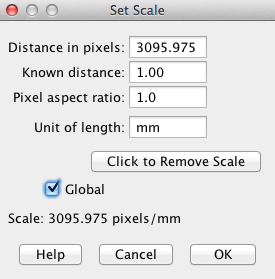 Set Scale
Distance in pixels: 3095.975
Known distance: 1.00
Pixel aspect ratio: 1.0
Unit of length: mm
Click to Remove Scale
Global
Scale: 3095.975 pixels/mm
Help Cancel OK